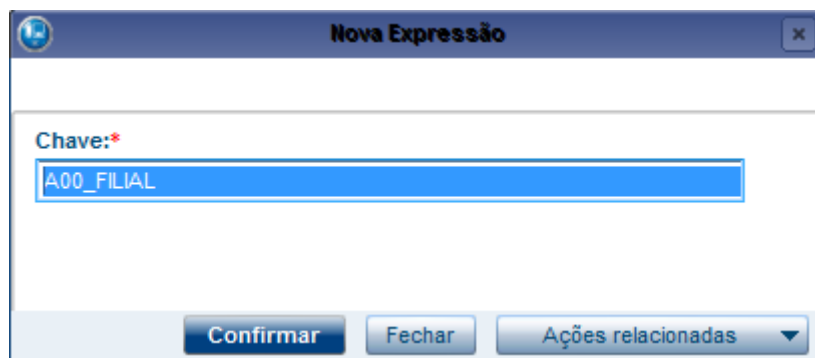 Nova Expressão
Chave:*
A00_FILIAL
Confirmar Fechar Ações relacionadas